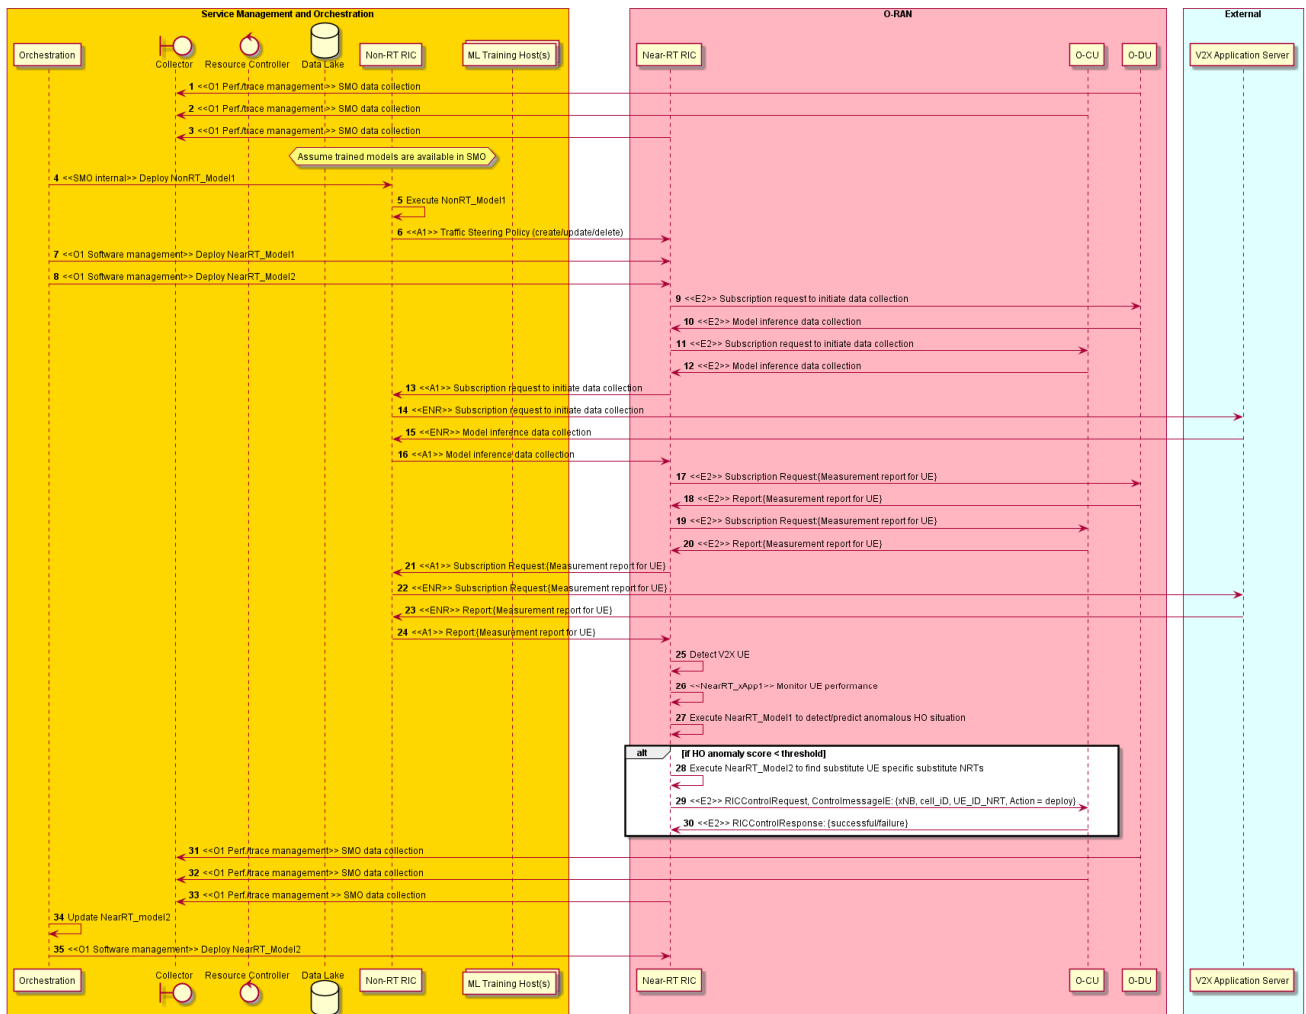 Service Management and Orchestration
O-RAN
External
Orchestration
Collector
Resource Controller
Data Lake
Non-RT RIC
ML Training Host(s)
Near-RT RIC
O-CU
O-DU
V2X Application Server
1 <<O1 Perf./trace management>> SMO data collection
2 <<O1 Perf./trace management>> SMO data collection
3 <<O1 Perf./trace management>> SMO data collection
Assume trained models are available in SMO
4 <<SMO internal>> Deploy NonRT_Model1
5 Execute NonRT_Model1
6 <<A1>> Traffic Steering Policy (create/update/delete)
7 <<O1 Software management>> Deploy NearRT_Model1
8 <<O1 Software management>> Deploy NearRT_Model2
9 <<E2>> Subscription request to initiate data collection
10 <<E2>> Model inference data collection
11 <<E2>> Subscription request to initiate data collection
12 <<E2>> Model inference data collection
13 <<A1>> Subscription request to initiate data collection
14 <<ENR>> Subscription request to initiate data collection
15 <<ENR>> Model inference data collection
16 <<A1>> Model inference data collection
17 <<E2>> Subscription Request:{Measurement report for UE}
18 <<E2>> Report:{Measurement report for UE}
19 <<E2>> Subscription Request:{Measurement report for UE}
20 <<E2>> Report:{Measurement report for UE}
21 <<A1>> Subscription Request:{Measurement report for UE}
22 <<ENR>> Subscription Request:{Measurement report for UE}
23 <<ENR>> Report:{Measurement report for UE}
24 <<A1>> Report:{Measurement report for UE}
25 Detect V2X UE
26 <<NearRT_xApp1>> Monitor UE performance
27 Execute NearRT_Model1 to detect/predict anomalous HO situation
alt [if HO anomaly score < threshold]
28 Execute NearRT_Model2 to find substitute UE specific substitute NRTs
29 <<E2>> RICControlRequest, ControlmessageIE: {xNB, cell_iD, UE_ID_NRT, Action = deploy}
30 <<E2>> RICControlResponse: {successful/failure}
31 <<O1 Perf./trace management>> SMO data collection
32 <<O1 Perf./trace management>> SMO data collection
33 <<O1 Perf./trace management >> SMO data collection
34 Update NearRT_model2
35 <<O1 Software management>> Deploy NearRT_Model2
Orchestration
Collector
Resource Controller
Data Lake
Non-RT RIC
ML Training Host(s)
Near-RT RIC
O-CU
O-DU
V2X Application Server